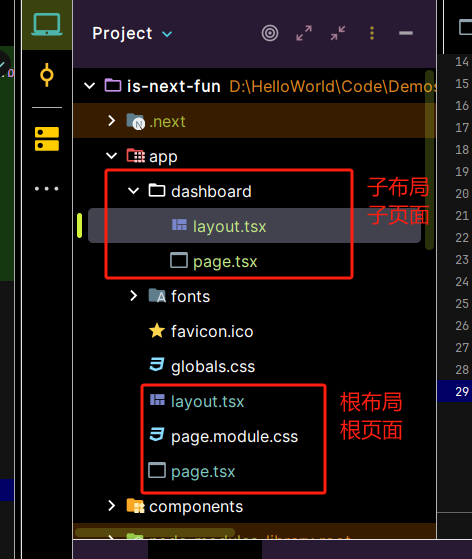 Project
is-next-fun D:\HelloWorld\Code\Demos
.next
app
dashboard
子布局
layout.tsx
子页面
page.tsx
fonts
favicon.ico
globals.css
layout.tsx
根布局
page.module.css
根页面
page.tsx
components
14
15
16
17
18
19
20
21
22
23
24
25
26
27
28
29